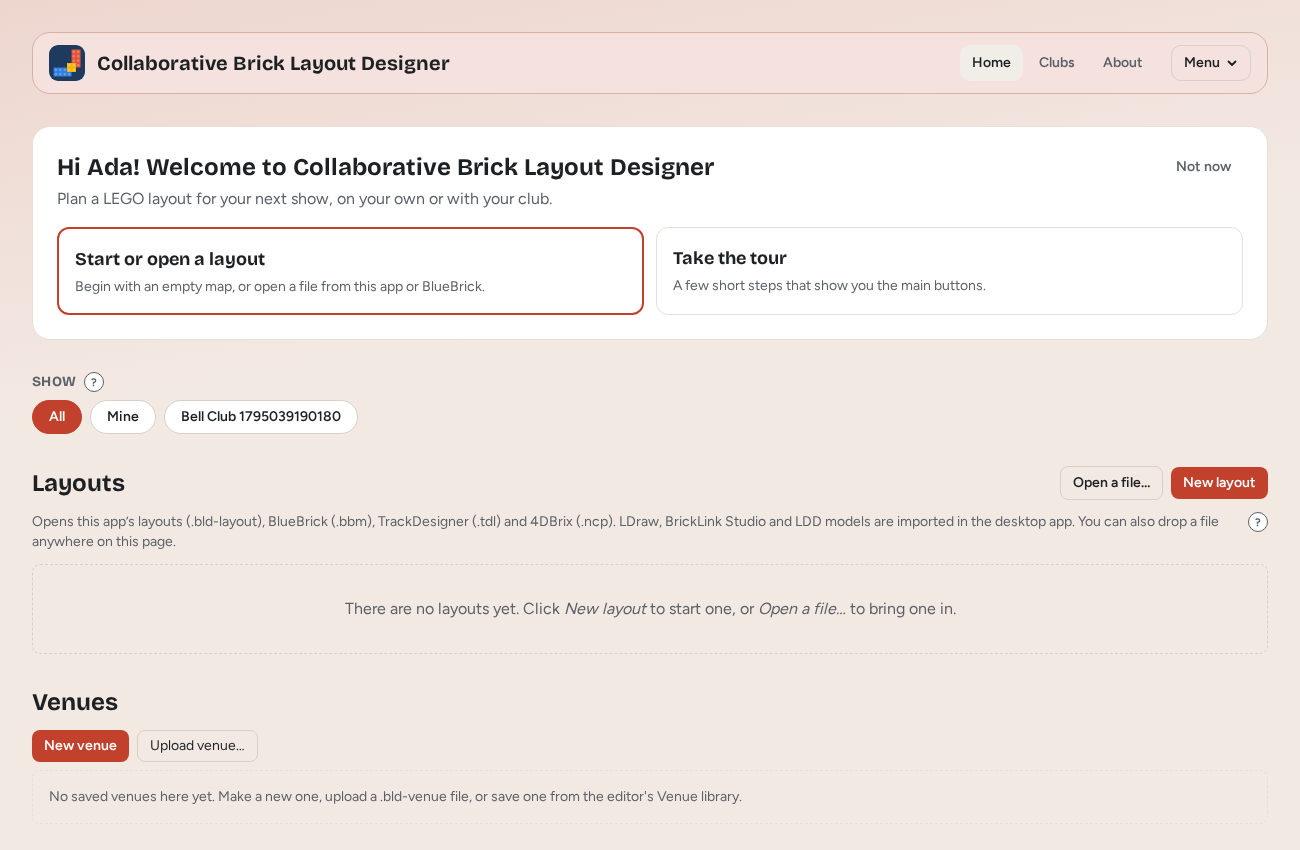 Collaborative Brick Layout Designer
Home
Clubs
About
Menu
Hi Ada! Welcome to Collaborative Brick Layout Designer
Not now
Plan a LEGO layout for your next show, on your own or with your club.
Start or open a layout
Begin with an empty map, or open a file from this app or BlueBrick.
Take the tour
A few short steps that show you the main buttons.
SHOW ?
All
Mine
Bell Club 1795039190180
Layouts
Open a file...
New layout
Opens this app's layouts (.bld-layout), BlueBrick (.bbm), TrackDesigner (.tdl) and 4DBrix (.ncp). LDraw, BrickLink Studio and LDD models are imported in the desktop app. You can also drop a file
anywhere on this page.
?
There are no layouts yet. Click New layout to start one, or Open a file... to bring one in.
Venues
New venue
Upload venue...
No saved venues here yet. Make a new one, upload a .bld-venue file, or save one from the editor's Venue library.